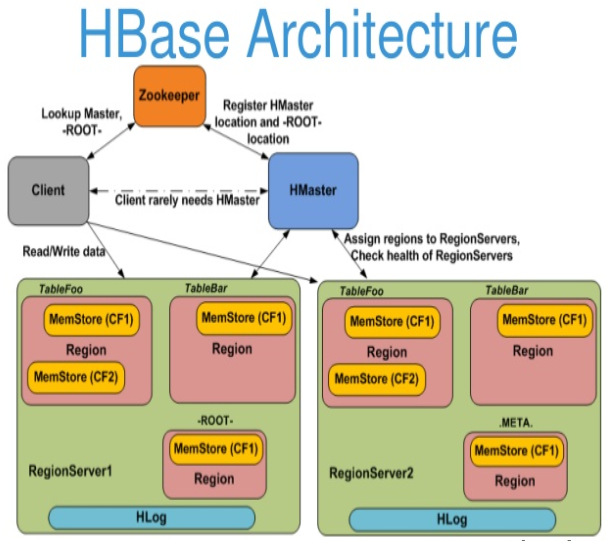 HBase Architecture
Zookeeper
Lookup Master,
-ROOT-
Register HMaster
location and -ROOT-
location
Client
Client rarely needs HMaster
HMaster
Read/Write data
Assign regions to RegionServers,
Check health of RegionServers
TableFoo
MemStore (CF1)
Region
MemStore (CF2)
TableBar
MemStore (CF1)
Region
-ROOT-
MemStore (CF1)
Region
RegionServer1
HLog
TableFoo
MemStore (CF1)
Region
MemStore (CF2)
TableBar
MemStore (CF1)
Region
.META.
MemStore (CF1)
Region
RegionServer2
HLog